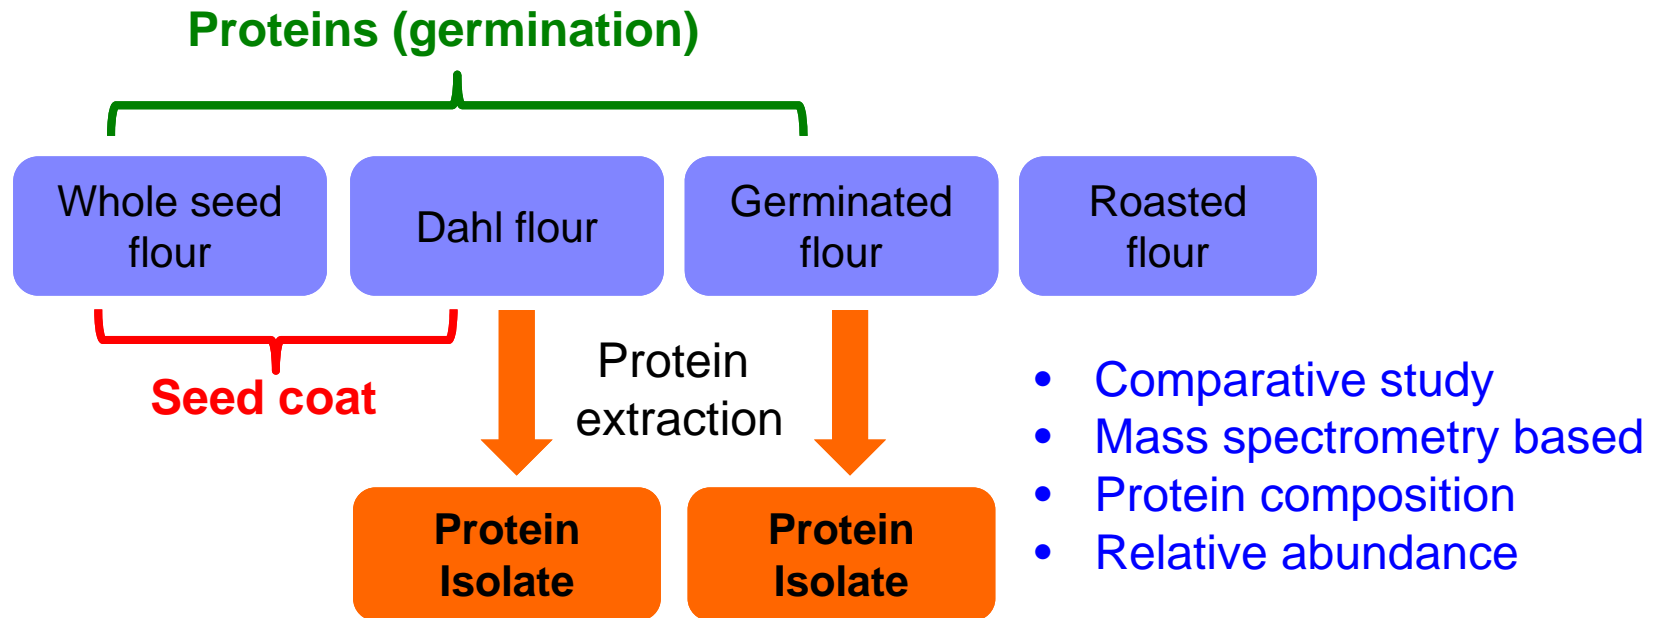 Proteins (germination)
Whole seed
flour
Dahl flour
Germinated
flour
Roasted
flour
Seed coat
Protein
extraction
• Comparative study
• Mass spectrometry based
• Protein composition
• Relative abundance
Protein
Isolate
Protein
Isolate